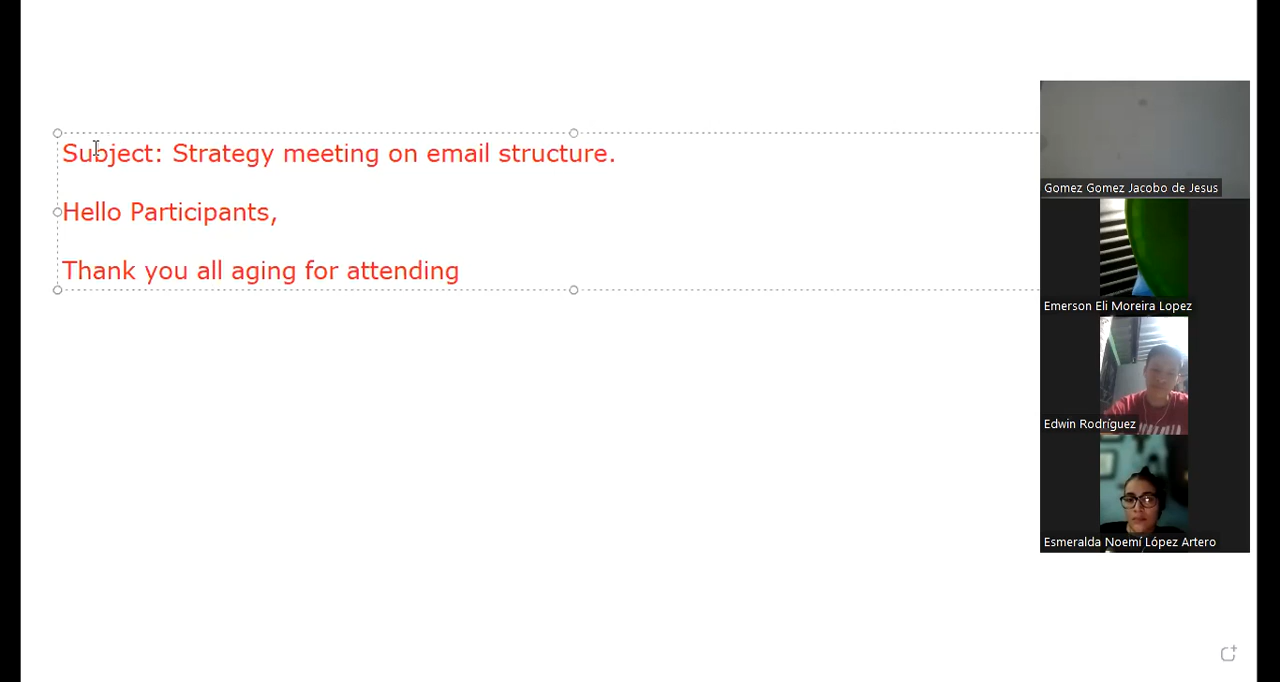 Subject: Strategy meeting on email structure.
Hello Participants,
Thank you all aging for attending
Gomez Gomez Jacobo de Jesus
Emerson Eli Moreira Lopez
Edwin Rodríguez
Esmeralda Noemí López Artero